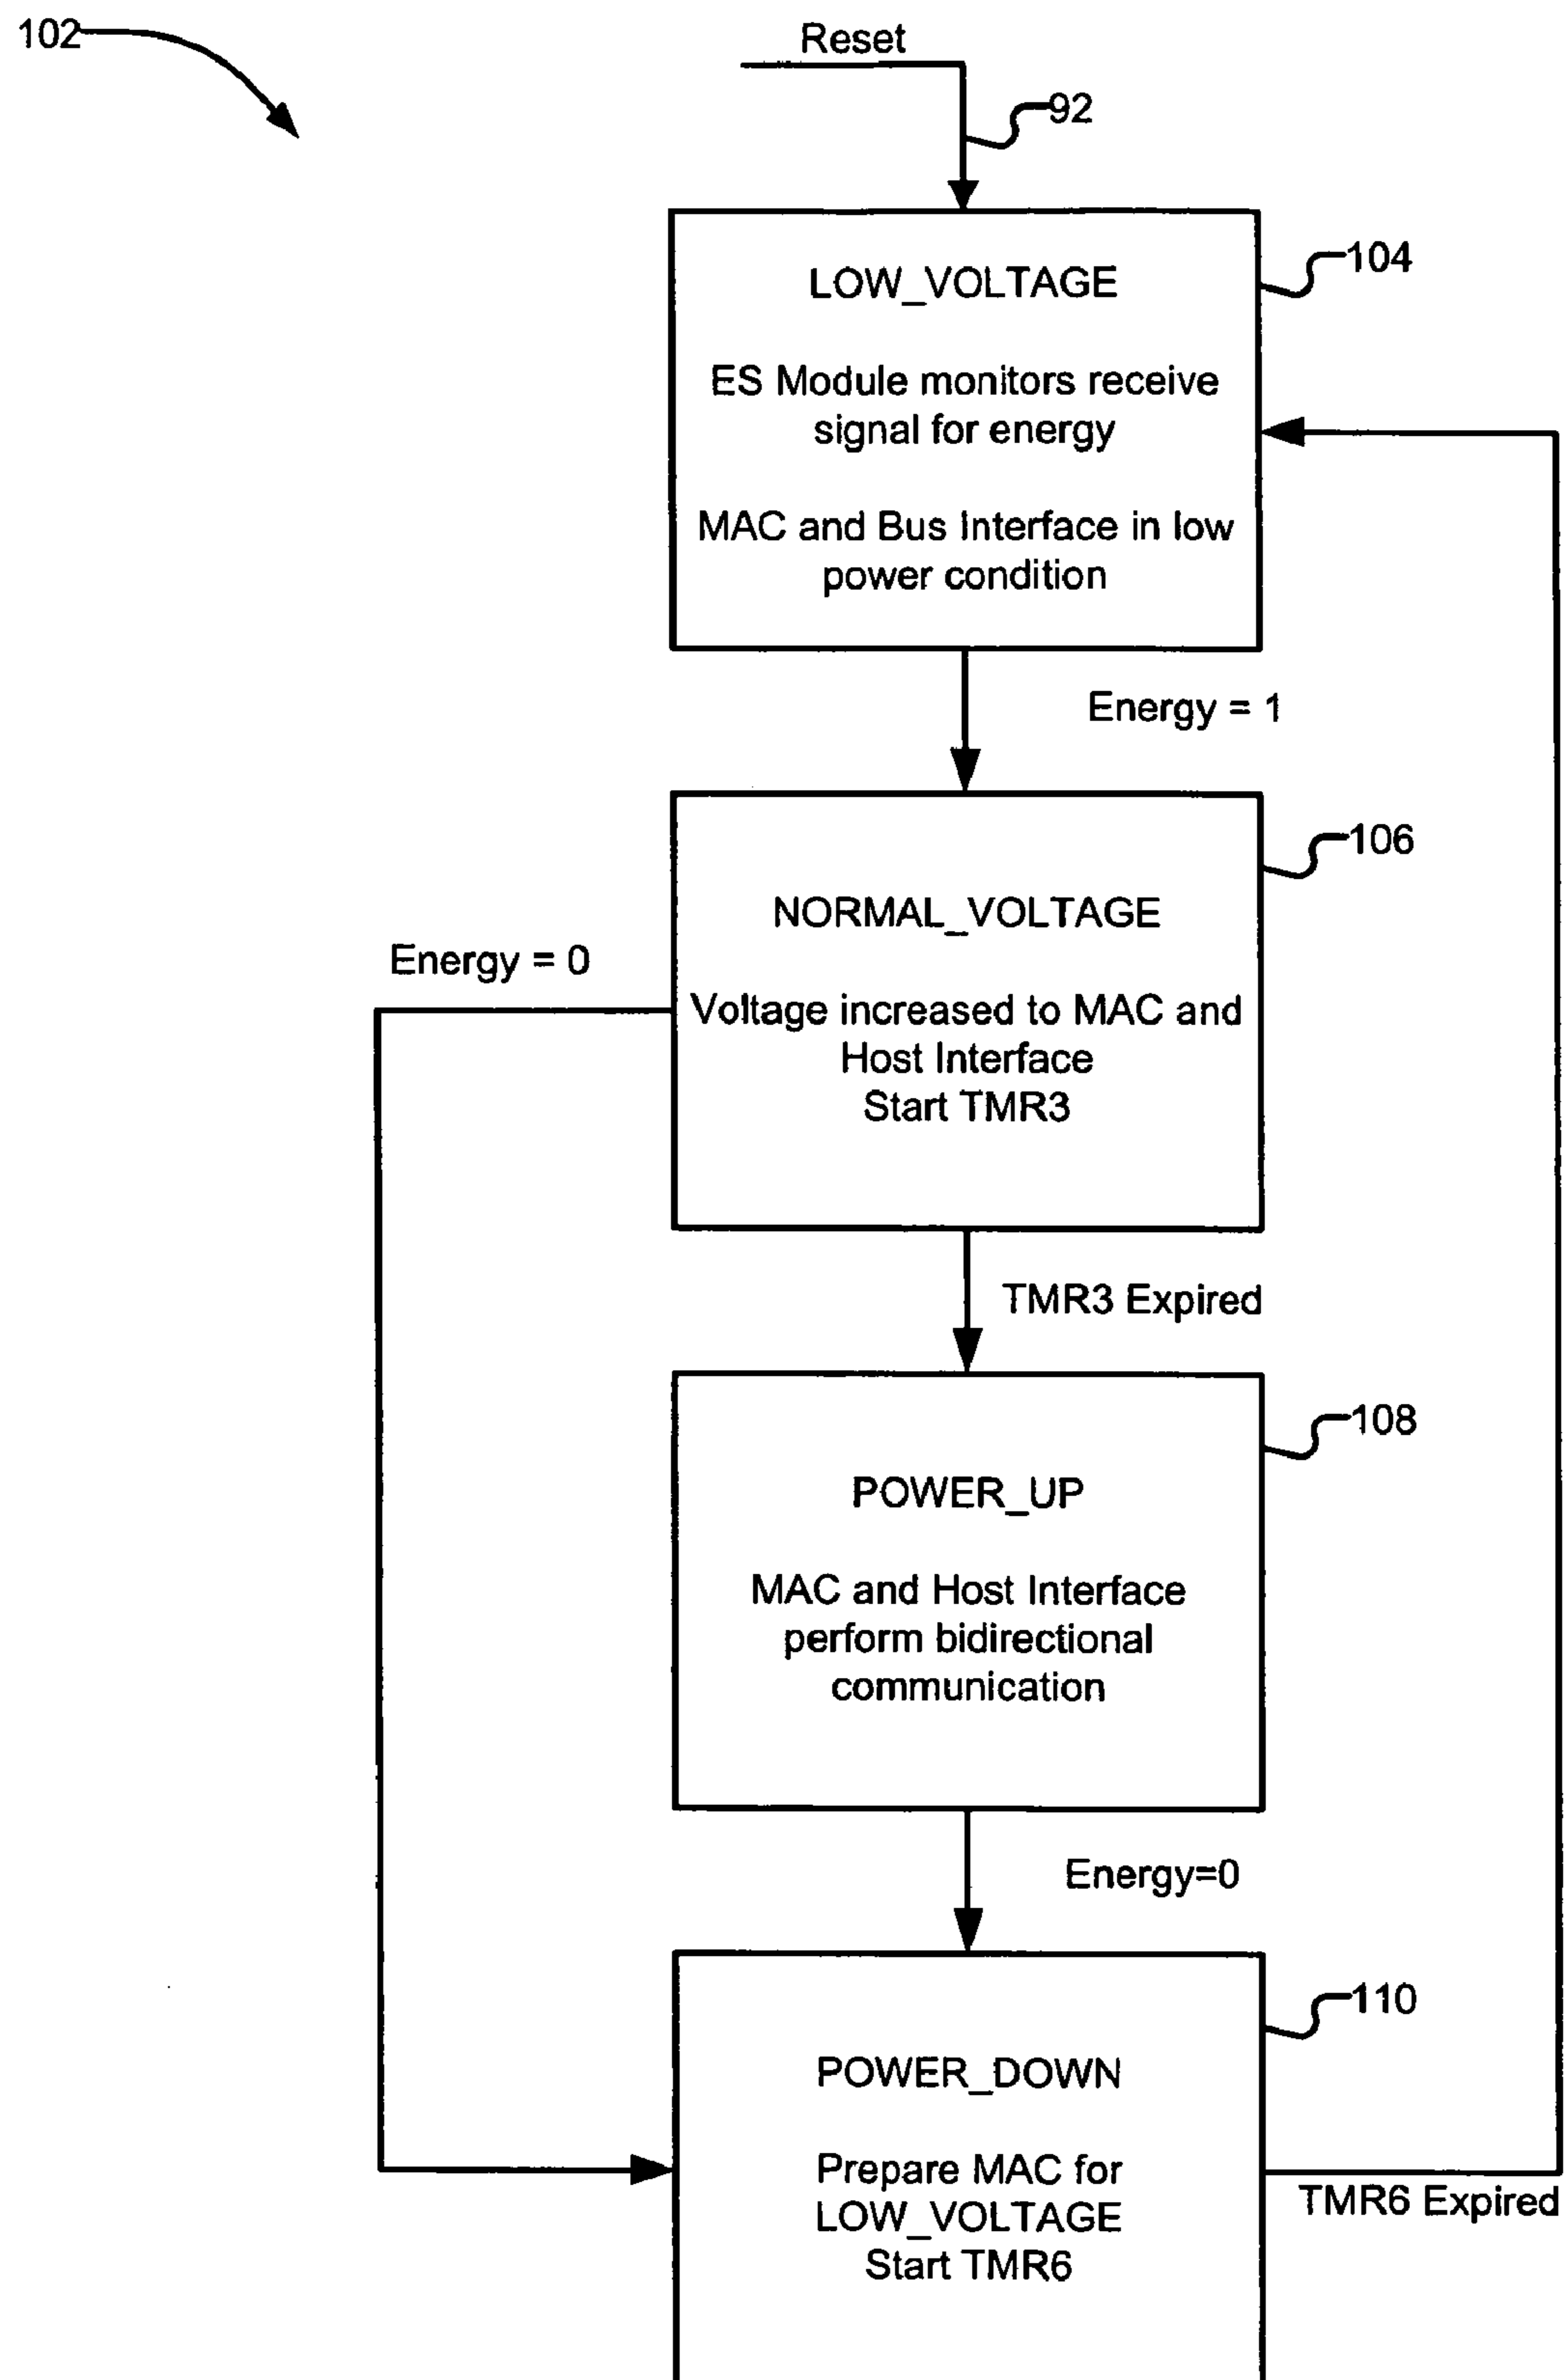 102
Reset
92
LOW_VOLTAGE
104
ES Module monitors receive
signal for energy
MAC and Bus Interface in low
power condition
Energy = 1
106
NORMAL_VOLTAGE
Energy = 0
Voltage increased to MAC and
Host Interface
Start TMR3
TMR3 Expired
108
POWER_UP
MAC and Host Interface
perform bidirectional
communication
Energy=0
110
POWER_DOWN
Prepare MAC for
LOW_VOLTAGE
Start TMR6
TMR6 Expired